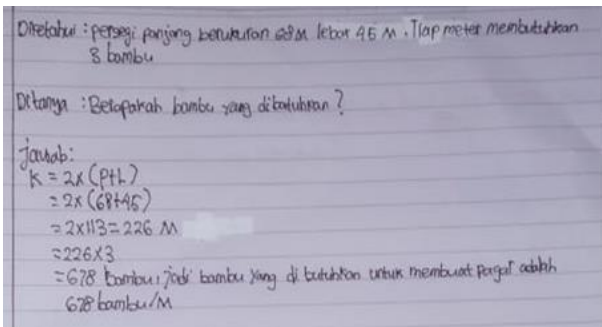 Diketahui : persegi panjang berukuran 68 M lebar 45 M. Tiap meter membutuhkan
3 bambu
Ditanya : Berapakah bambu yang dibutuhkan ?
jawab:
K = 2x (P+L)
= 2x (68+45)
= 2x113 = 226 M
= 226x3
= 678 bambu, jadi bambu yang di butuhkan untuk membuat pagar adalah
678 bambu/M